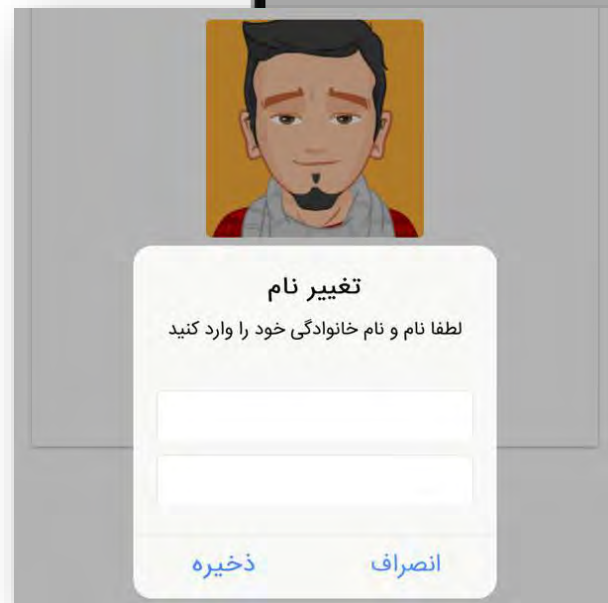 تغییر نام
لطفا نام و نام خانوادگی خود را وارد کنید
انصراف
ذخیره